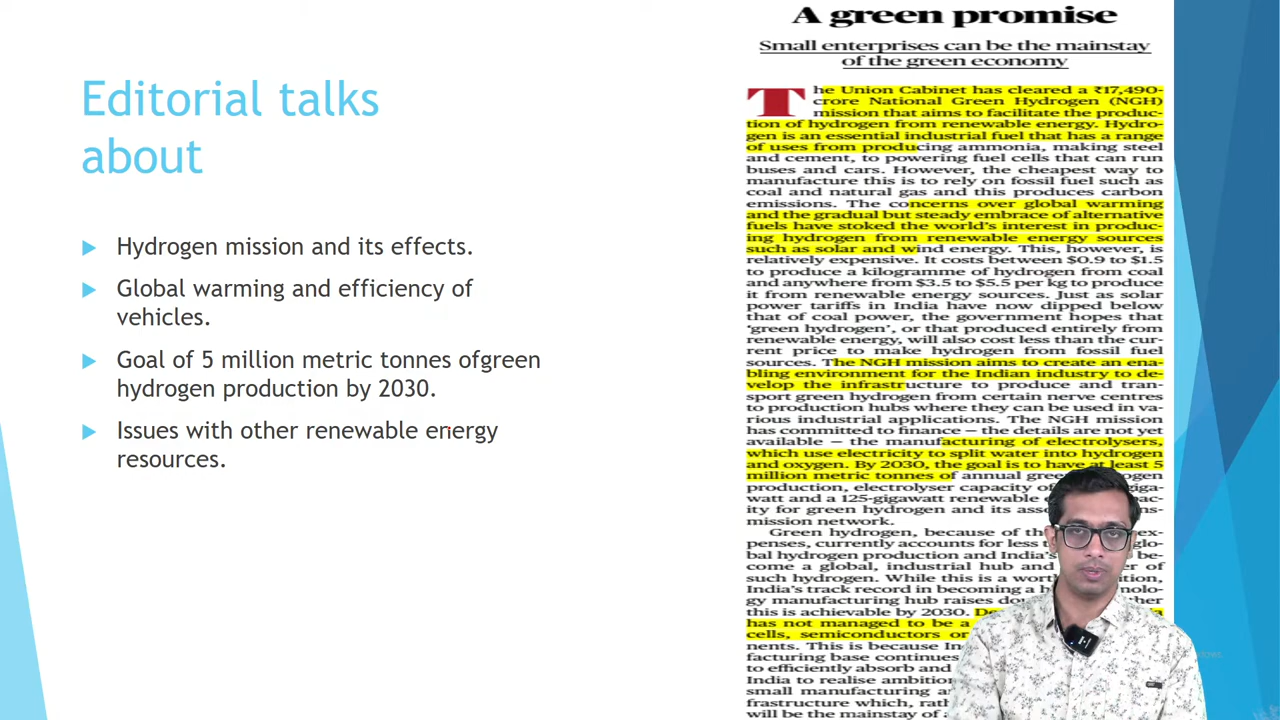 Editorial talks
about
Hydrogen mission and its effects.
Global warming and efficiency of
vehicles.
Goal of 5 million metric tonnes ofgreen
hydrogen production by 2030.
Issues with other renewable energy
resources.
A green promise
Small enterprises can be the mainstay
of the green economy
The Union Cabinet has cleared a ₹17,490-
crore National Green Hydrogen (NGH)
mission that aims to facilitate the produc-
tion of hydrogen from renewable energy. Hydro-
gen is an essential industrial fuel that has a range
of uses from producing ammonia, making steel
and cement, to powering fuel cells that can run
buses and cars. However, the cheapest way to
manufacture this is to rely on fossil fuel such as
coal and natural gas and this produces carbon
emissions. The concerns over global warming
and the gradual but steady embrace of alternative
fuels have stoked the world's interest in produc-
ing hydrogen from renewable energy sources
such as solar and wind energy. This, however, is
relatively expensive. It costs between $0.9 to $1.5
to produce a kilogramme of hydrogen from coal
and anywhere from $3.5 to $5.5 per kg to produce
it from renewable energy sources. Just as solar
power tariffs in India have now dipped below
that of coal power, the government hopes that
'green hydrogen', or that produced entirely from
renewable energy, will also cost less than the cur-
rent price to make hydrogen from fossil fuel
sources. The NGH mission aims to create an ena-
bling environment for the Indian industry to de-
velop the infrastructure to produce and tran-
sport green hydrogen from certain nerve centres
to production hubs where they can be used in va-
rious industrial applications. The NGH mission
has committed to finance — the details are not yet
available — the manufacturing of electrolysers,
which use electricity to split water into hydrogen
and oxygen. By 2030, the goal is to have at least 5
million metric tonnes of annual green hydrogen
production, electrolyser capacity of giga-
watt and a 125-gigawatt renewable
ity for green hydrogen and its
mission network.
Green hydrogen, because of the ex-
penses, currently accounts for less
bal hydrogen production and India's be-
come a global, industrial hub and of
such hydrogen. While this is a
India's track record in becoming a
gy manufacturing hub raises
this is achievable by 2030.
has not managed to be a
cells, semiconductors or
nents. This is because
facturing base continues
to efficiently absorb and
India to realise
small manufacturing
frastructure which,
will be the mainstay of